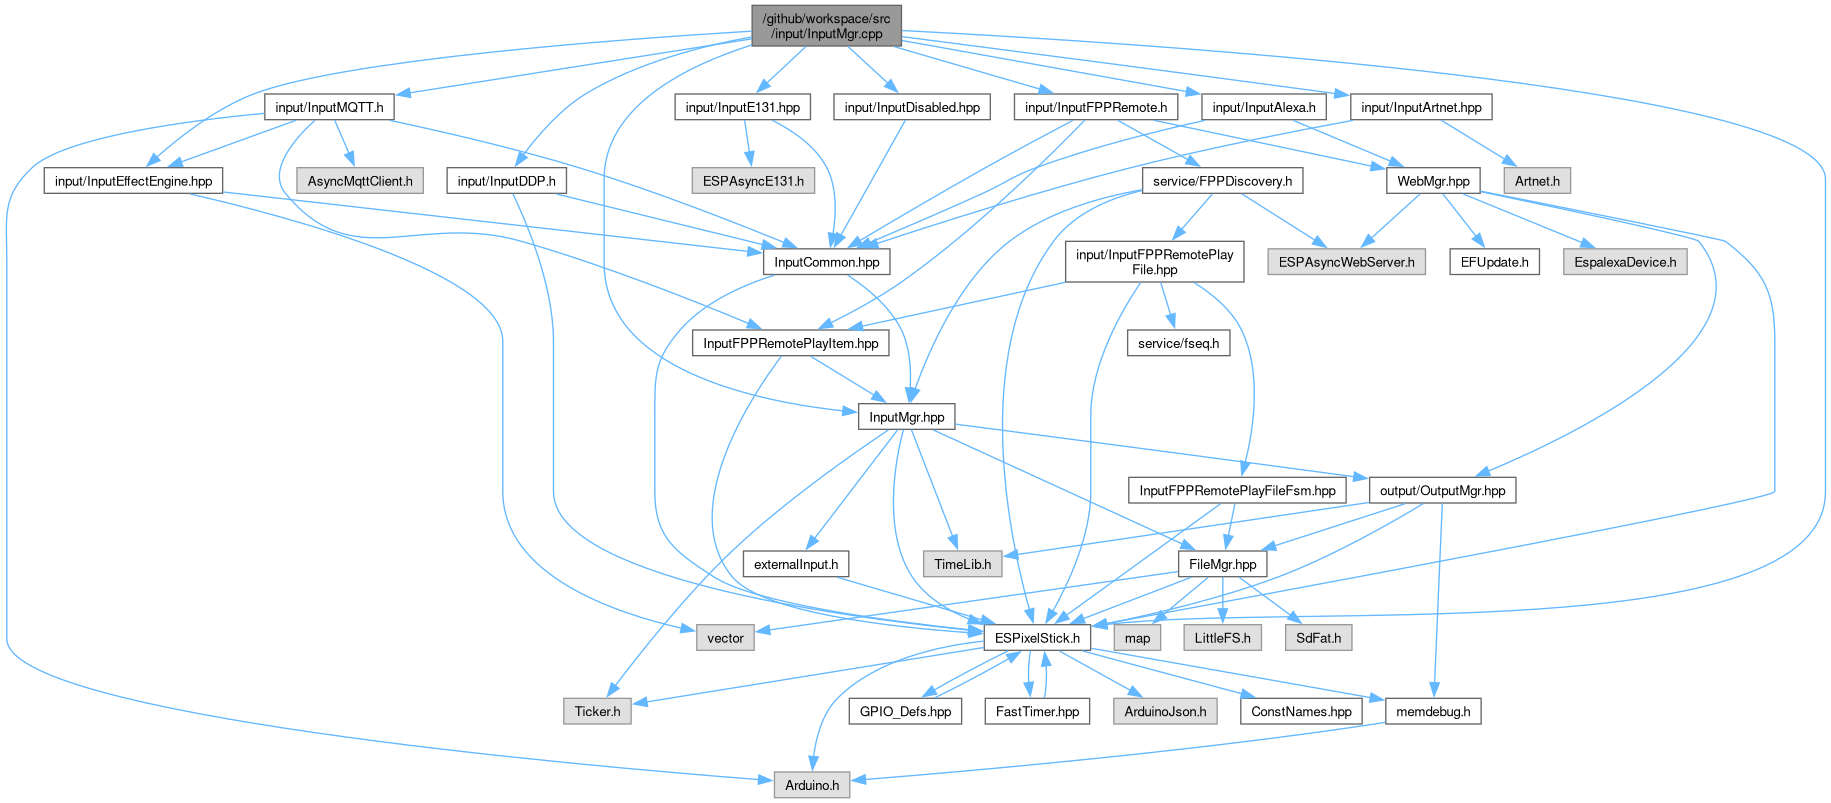 /github/workspace/src
/input/InputMgr.cpp
input/InputMQTT.h
input/InputE131.hpp
input/InputDisabled.hpp
input/InputFPPRemote.h
input/InputAlexa.h
input/InputArtnet.hpp
input/InputEffectEngine.hpp
AsyncMqttClient.h
input/InputDDP.h
ESPAsyncE131.h
service/FPPDiscovery.h
WebMgr.hpp
Artnet.h
InputCommon.hpp
input/InputFPPRemotePlay
File.hpp
ESPAsyncWebServer.h
EFUpdate.h
EspalexaDevice.h
InputFPPRemotePlayItem.hpp
service/fseq.h
InputMgr.hpp
InputFPPRemotePlayFileFsm.hpp
output/OutputMgr.hpp
externalInput.h
TimeLib.h
FileMgr.hpp
vector
ESPixelStick.h
map
LittleFS.h
SdFat.h
Ticker.h
GPIO_Defs.hpp
FastTimer.hpp
ArduinoJson.h
ConstNames.hpp
memdebug.h
Arduino.h